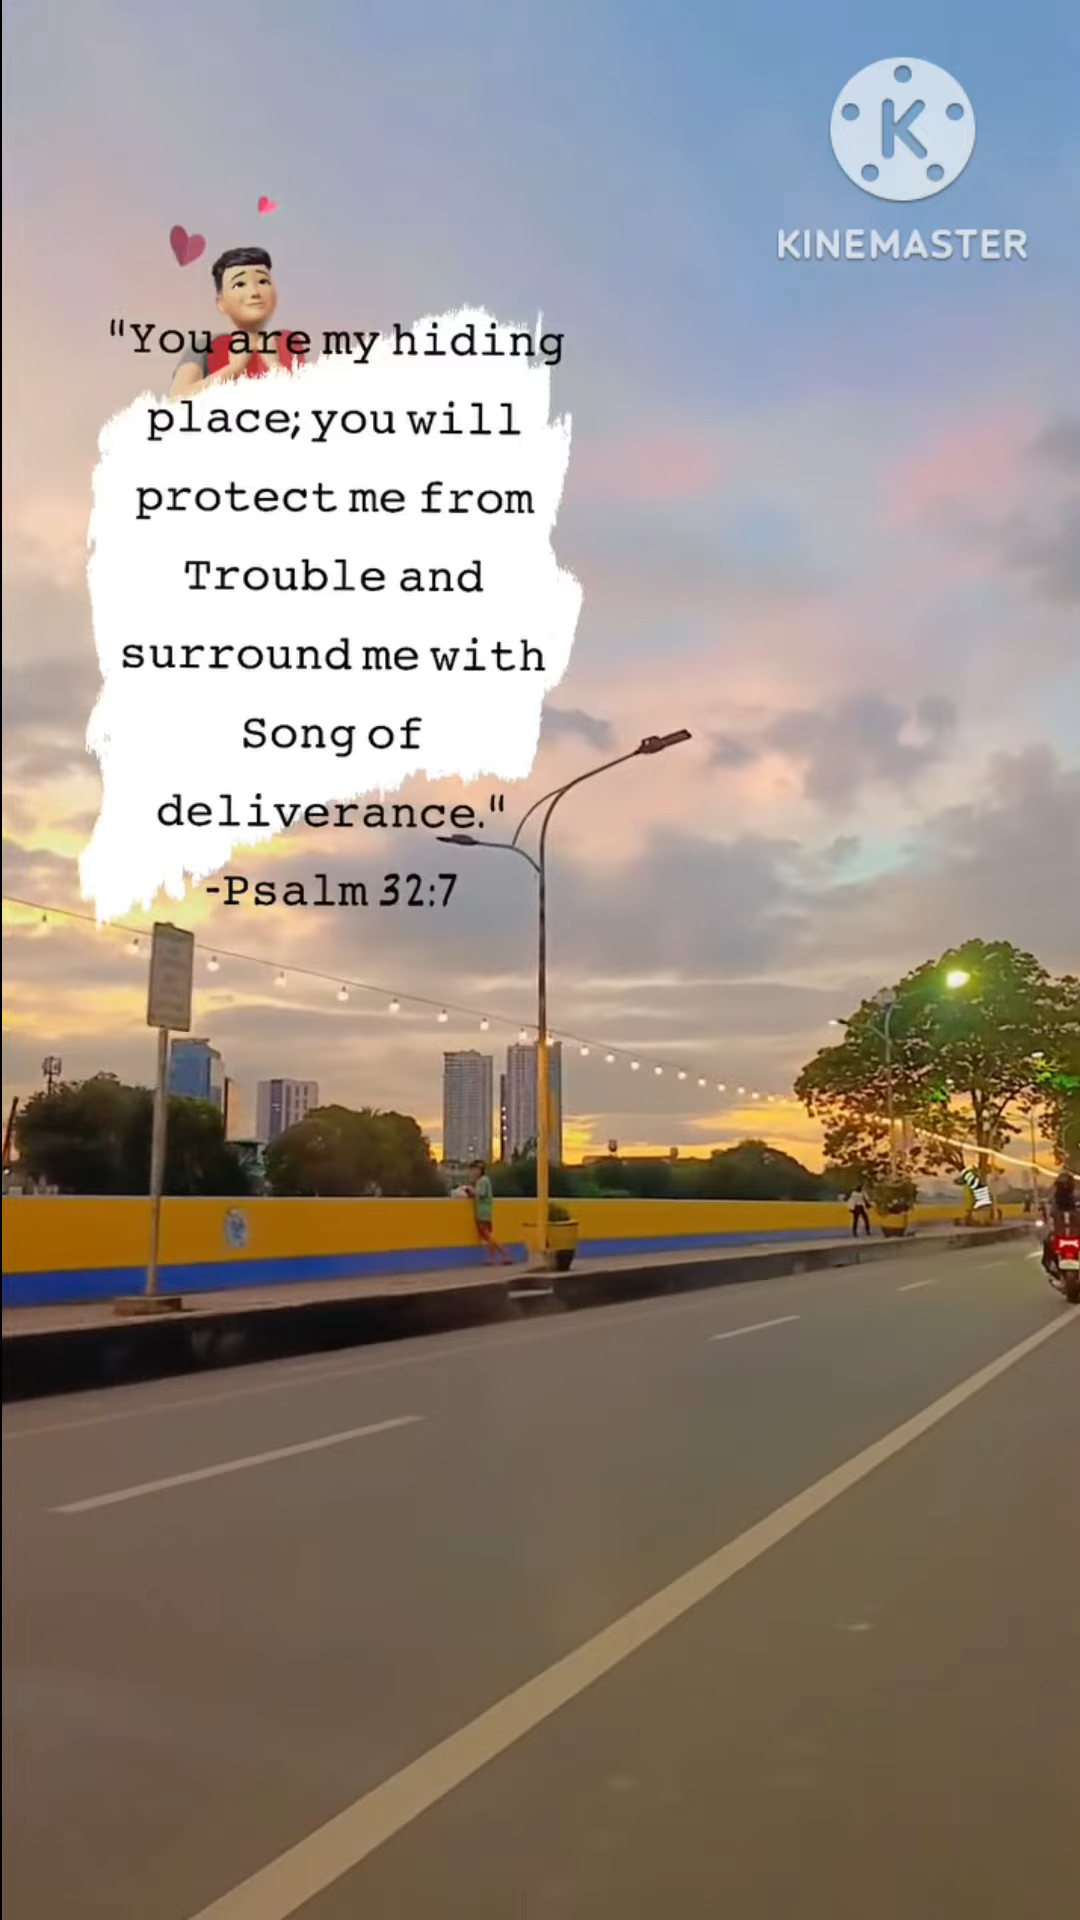 KINEMASTER
"You are my hiding
place; you will
protect me from
Trouble and
surround me with
Song of
deliverance."
-Psalm 32:7